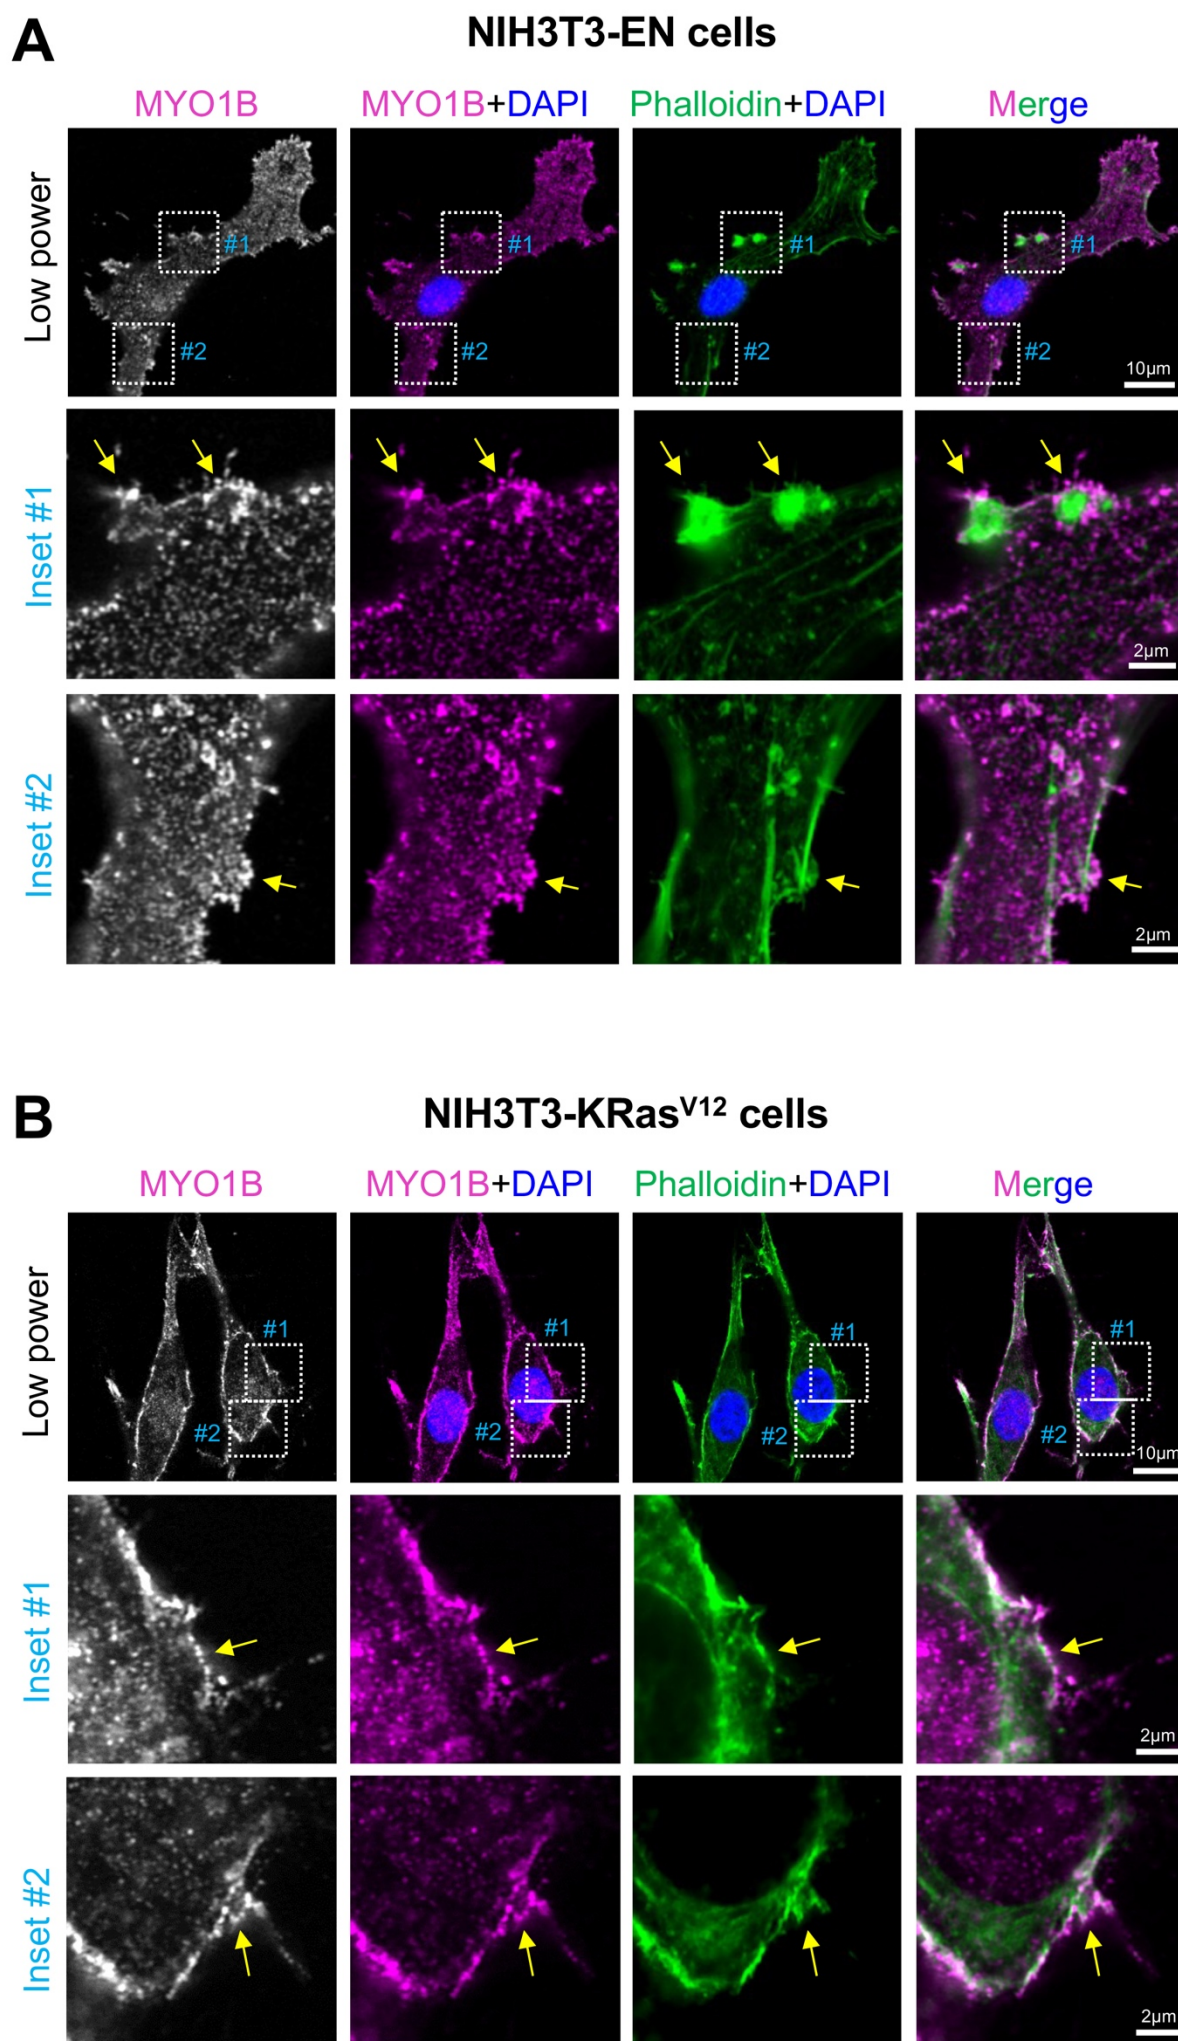 A
NIH3T3-EN cells
MYO1B MYO1B+DAPI Phalloidin+DAPI Merge
Low power
#1 #1 #1 #1
#2 #2 #2 #2
10µm
Inset #1
2µm
Inset #2
2µm
B
NIH3T3-KRasV12 cells
MYO1B MYO1B+DAPI Phalloidin+DAPI Merge
Low power
#1 #1 #1 #1
#2 #2 #2 #2
10µm
Inset #1
2µm
Inset #2
2µm